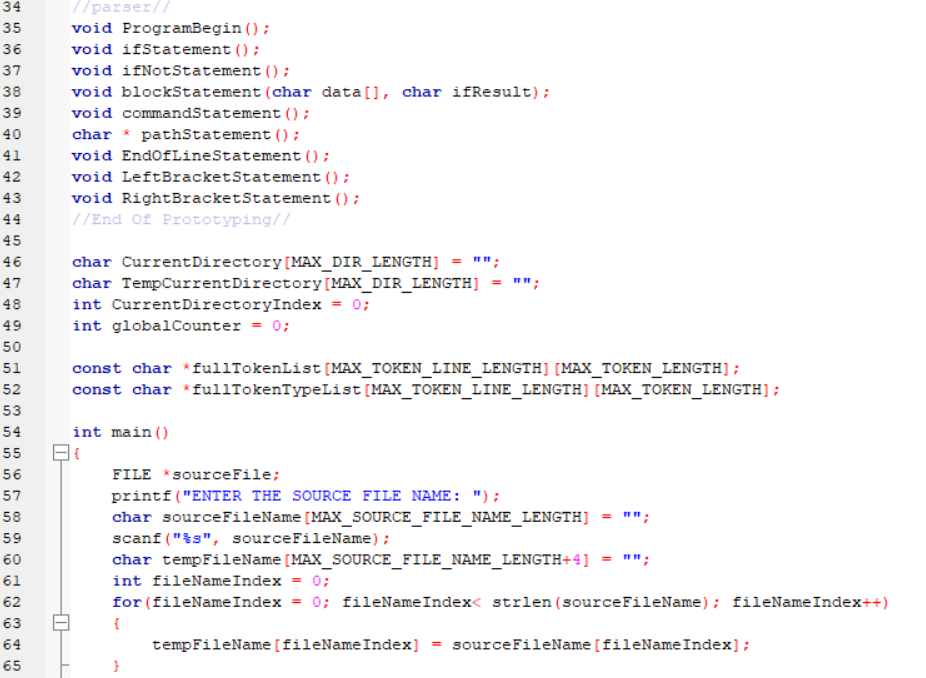 34 //parser//
35 void ProgramBegin();
36 void ifStatement();
37 void ifNotStatement();
38 void blockStatement(char data[], char ifResult);
39 void commandStatement();
40 char * pathStatement();
41 void EndOfLineStatement();
42 void LeftBracketStatement();
43 void RightBracketStatement();
44 //End Of Prototyping//
45
46 char CurrentDirectory[MAX_DIR_LENGTH] = "";
47 char TempCurrentDirectory[MAX_DIR_LENGTH] = "";
48 int CurrentDirectoryIndex = 0;
49 int globalCounter = 0;
50
51 const char *fullTokenList[MAX_TOKEN_LINE_LENGTH][MAX_TOKEN_LENGTH];
52 const char *fullTokenTypeList[MAX_TOKEN_LINE_LENGTH][MAX_TOKEN_LENGTH];
53
54 int main()
55 {
56 FILE *sourceFile;
57 printf("ENTER THE SOURCE FILE NAME: ");
58 char sourceFileName[MAX_SOURCE_FILE_NAME_LENGTH] = "";
59 scanf("%s", sourceFileName);
60 char tempFileName[MAX_SOURCE_FILE_NAME_LENGTH+4] = "";
61 int fileNameIndex = 0;
62 for(fileNameIndex = 0; fileNameIndex< strlen(sourceFileName); fileNameIndex++)
63 {
64 tempFileName[fileNameIndex] = sourceFileName[fileNameIndex];
65 }